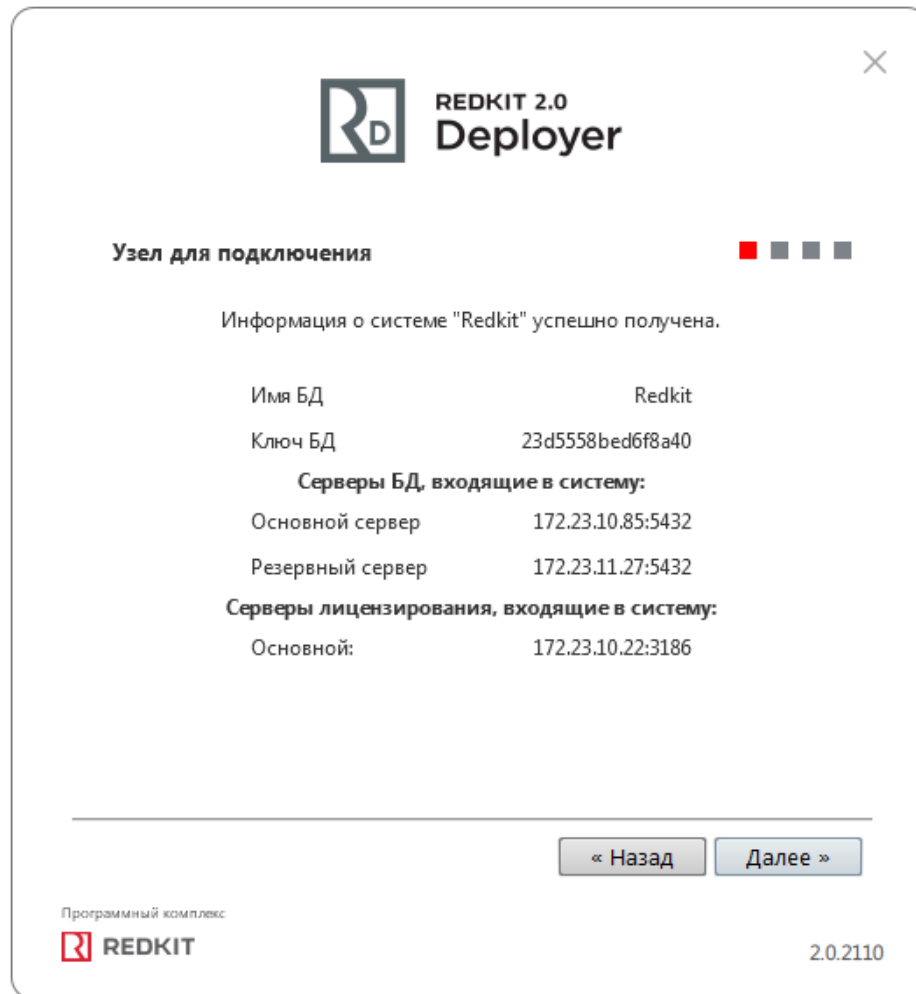 REDKIT 2.0
Deployer
Узел для подключения
Информация о системе "Redkit" успешно получена.
Имя БД Redkit
Ключ БД 23d5558bed6f8a40
Серверы БД, входящие в систему:
Основной сервер 172.23.10.85:5432
Резервный сервер 172.23.11.27:5432
Серверы лицензирования, входящие в систему:
Основной: 172.23.10.22:3186
« Назад Далее »
Программный комплекс
REDKIT
2.0.2110